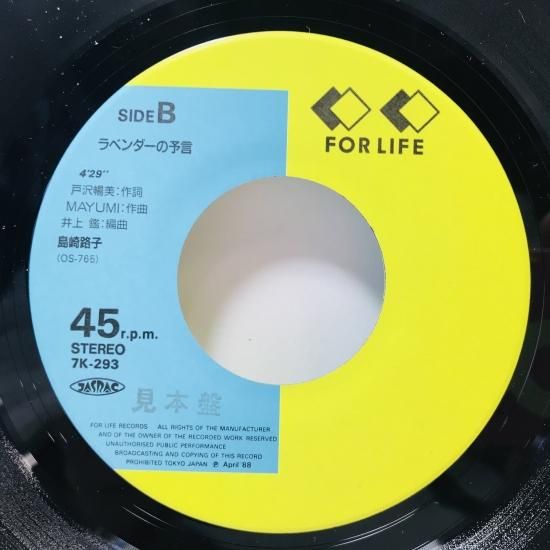 SIDE B
ラベンダーの予言
4'29"
戸沢暢美:作詞
MAYUMI:作曲
井上 鑑:編曲
島崎路子
(OS-765)
45 r.p.m.
STEREO
7K-293
JASRAC
見本盤
FOR LIFE RECORDS ALL RIGHTS OF THE MANUFACTURER
AND OF THE OWNER OF THE RECORDED WORK RESERVED
UNAUTHORISED PUBLIC PERFORMANCE
BROADCASTING AND COPYING OF THIS RECORD
PROHIBITED TOKYO JAPAN ℗ April '88
FOR LIFE